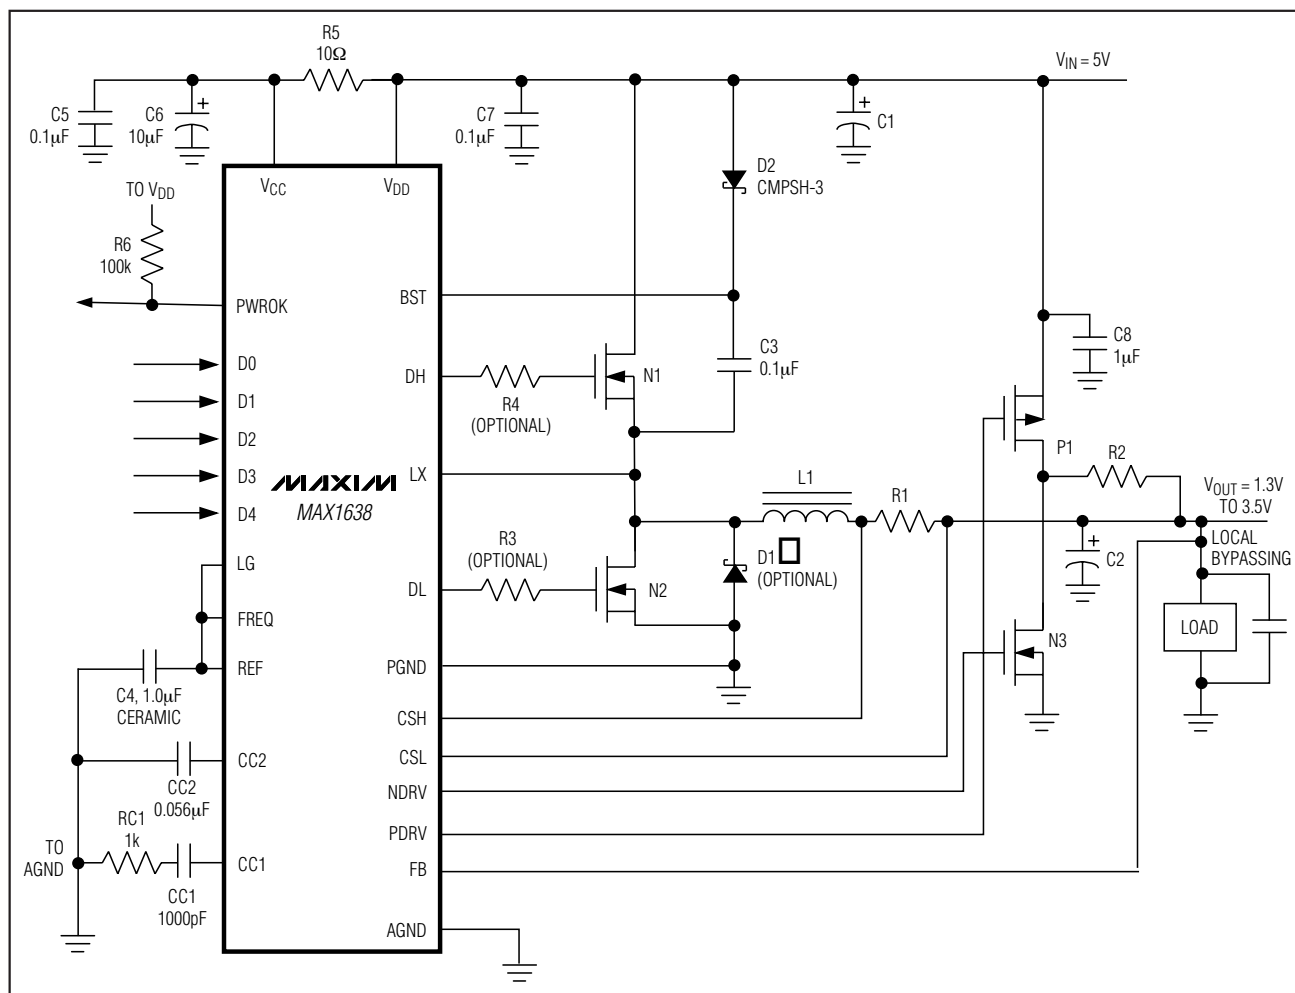 R5
10Ω
V_IN = 5V
C5
0.1µF
C6
10µF
+
C7
0.1µF
+
C1
V_CC
V_DD
D2
CMPSH-3
TO V_DD
R6
100k
PWROK
BST
C8
1µF
D0
DH
R4
(OPTIONAL)
N1
C3
0.1µF
D1
D2
P1
R2
D3
MAXIM
MAX1638
LX
L1
V_OUT = 1.3V
TO 3.5V
D4
R1
R3
(OPTIONAL)
D1
(OPTIONAL)
+
C2
LOCAL
BYPASSING
LG
DL
N2
FREQ
LOAD
N3
REF
PGND
C4, 1.0µF
CERAMIC
CSH
CC2
CSL
CC2
0.056µF
NDRV
RC1
1k
PDRV
TO
AGND
CC1
FB
CC1
1000pF
AGND